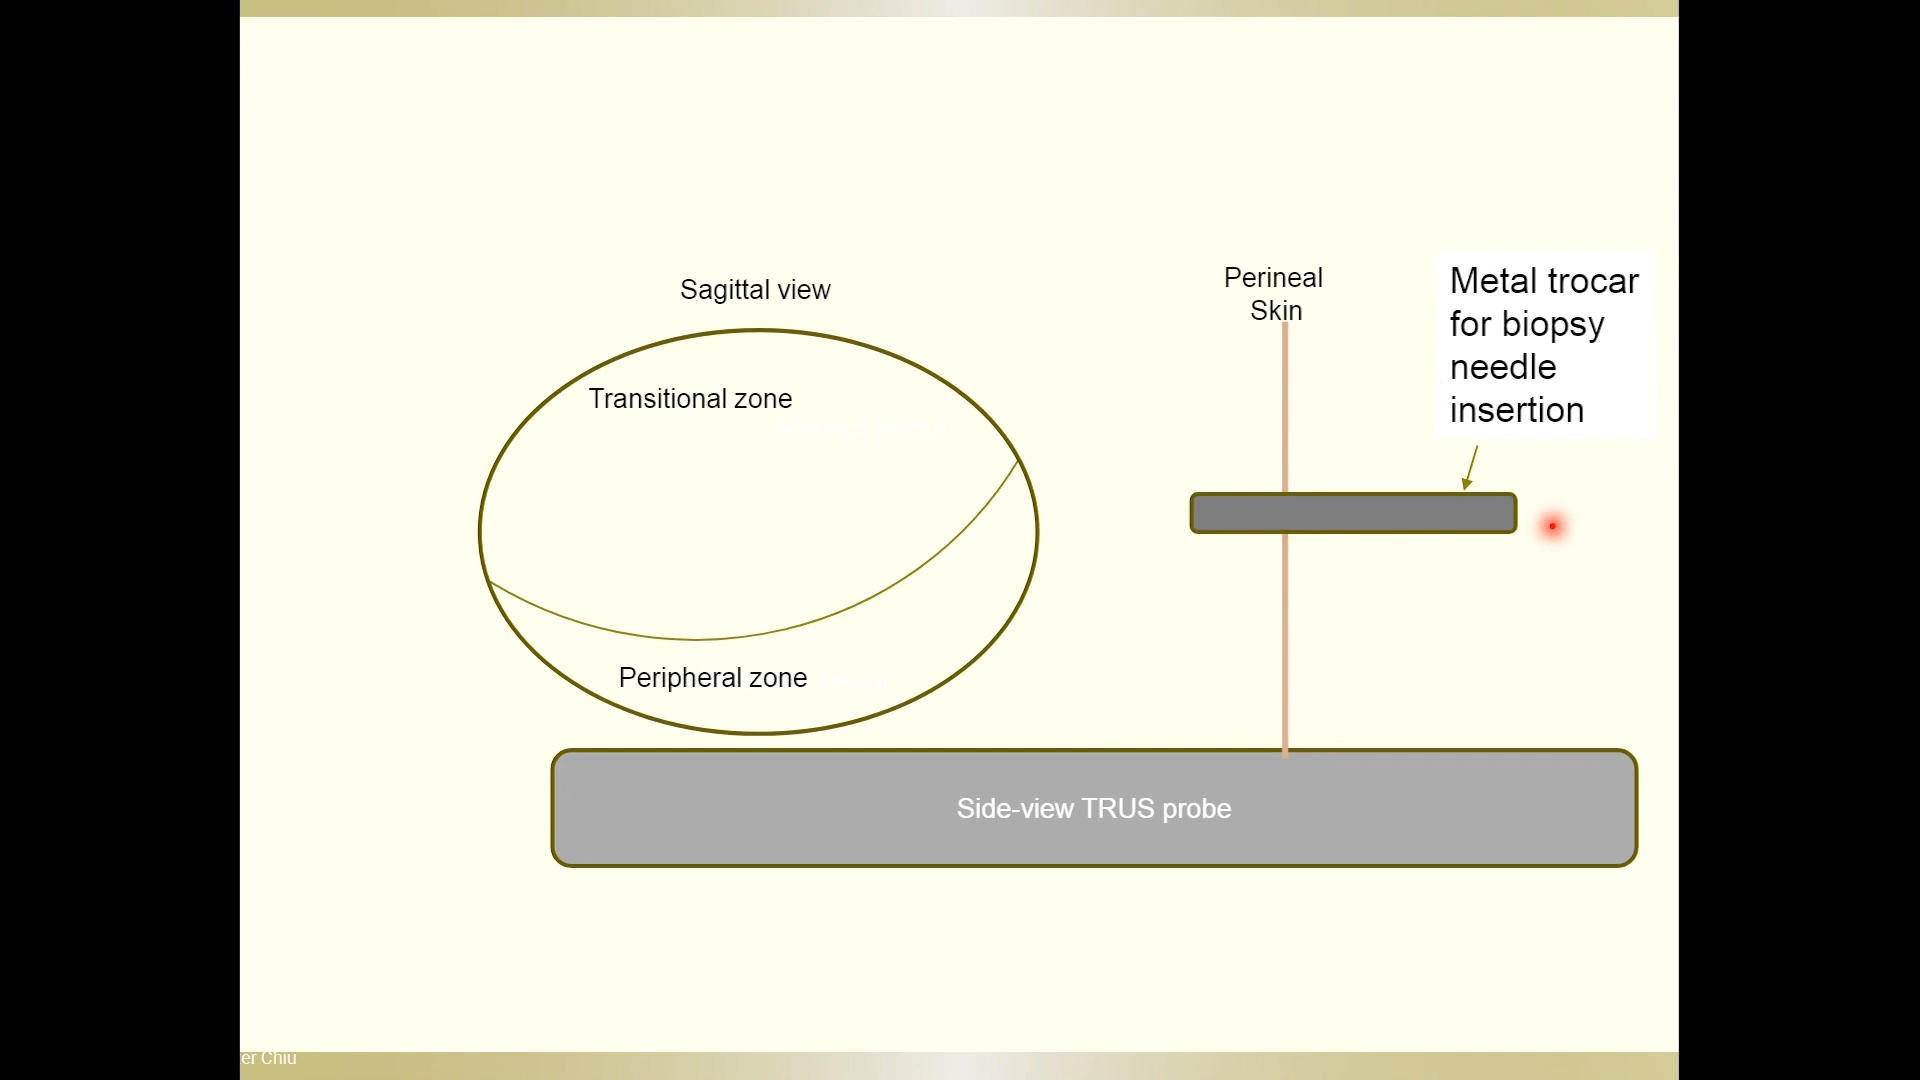 Sagittal view
Perineal
Skin
Metal trocar
for biopsy
needle
insertion
Transitional zone
Peripheral zone
Side-view TRUS probe
er Chiu